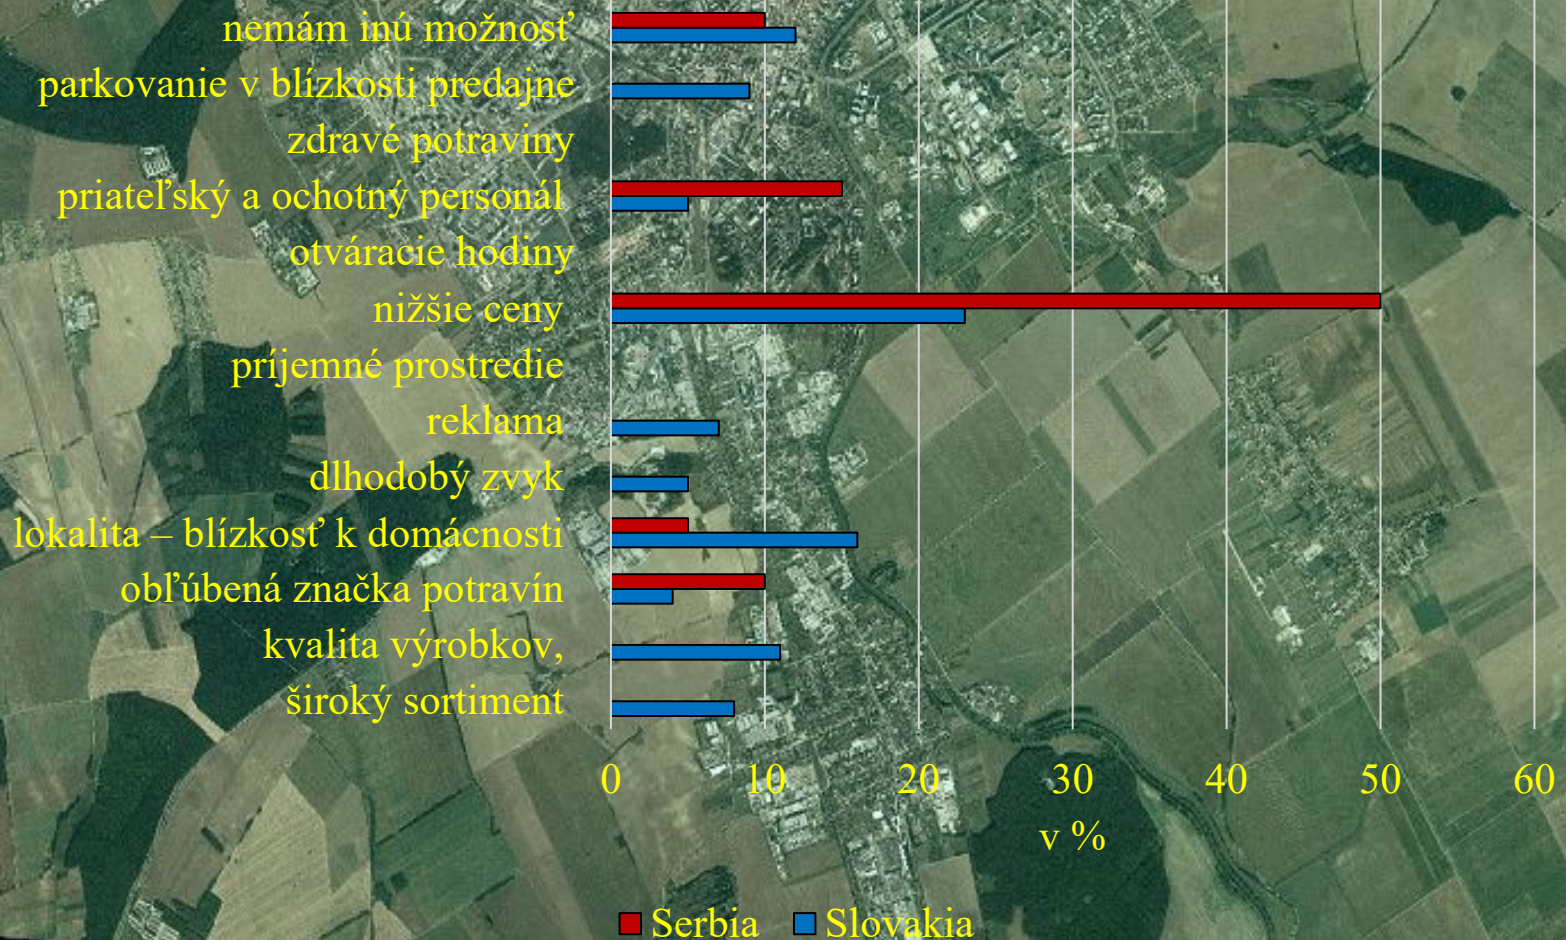 nemám inú možnosť
parkovanie v blízkosti predajne
zdravé potraviny
priateľský a ochotný personál
otváracie hodiny
nižšie ceny
príjemné prostredie
reklama
dlhodobý zvyk
lokalita – blízkosť k domácnosti
obľúbená značka potravín
kvalita výrobkov,
široký sortiment
0 10 20 30 40 50 60
v %
Serbia Slovakia